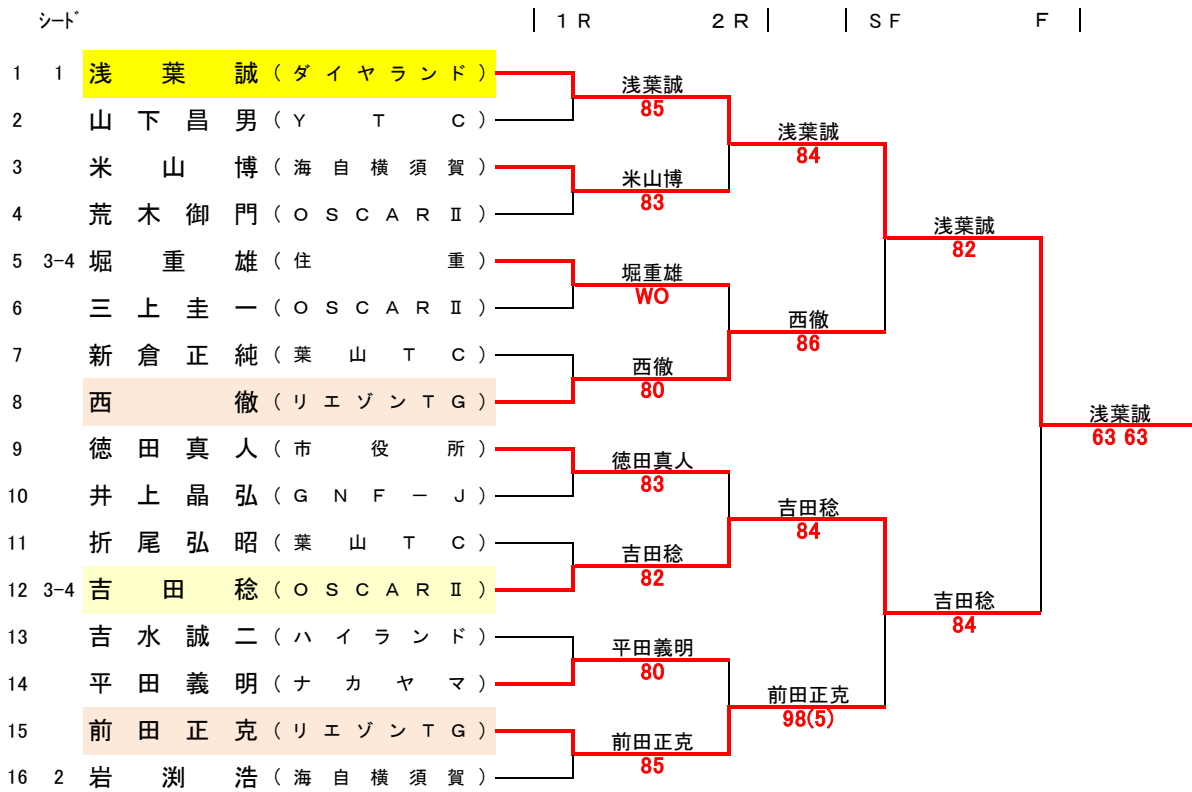 シード 1R 2R SF F
1 1 浅葉誠(ダイヤランド)
浅葉誠
85
2 山下昌男(YTC)
浅葉誠
84
3 米山博(海自横須賀)
米山博
83
4 荒木御門(OSCARⅡ)
浅葉誠
82
5 3-4 堀重雄(住重)
堀重雄
WO
6 三上圭一(OSCARⅡ)
西徹
86
7 新倉正純(葉山TC)
西徹
80
8 西徹(リエゾンTG)
浅葉誠
63 63
9 徳田真人(市役所)
徳田真人
83
10 井上晶弘(GNF-J)
吉田稔
84
11 折尾弘昭(葉山TC)
吉田稔
82
12 3-4 吉田稔(OSCARⅡ)
吉田稔
84
13 吉水誠二(ハイランド)
平田義明
80
14 平田義明(ナカヤマ)
前田正克
98(5)
15 前田正克(リエゾンTG)
前田正克
85
16 2 岩渕浩(海自横須賀)